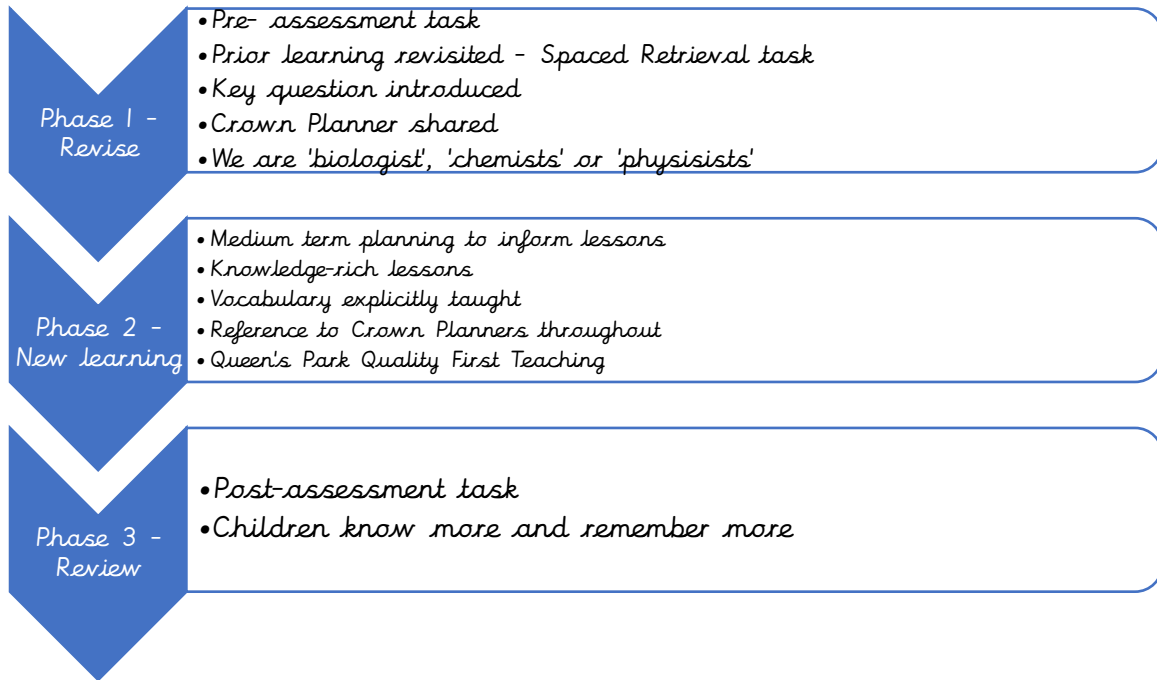 Phase 1 -
Revise
•Pre- assessment task
•Prior learning revisited - Spaced Retrieval task
•Key question introduced
•Crown Planner shared
•We are 'biologist', 'chemists' or 'physisists'
Phase 2 -
New learning
•Medium term planning to inform lessons
•Knowledge-rich lessons
•Vocabulary explicitly taught
•Reference to Crown Planners throughout
•Queen's Park Quality First Teaching
Phase 3 -
Review
•Post-assessment task
•Children know more and remember more